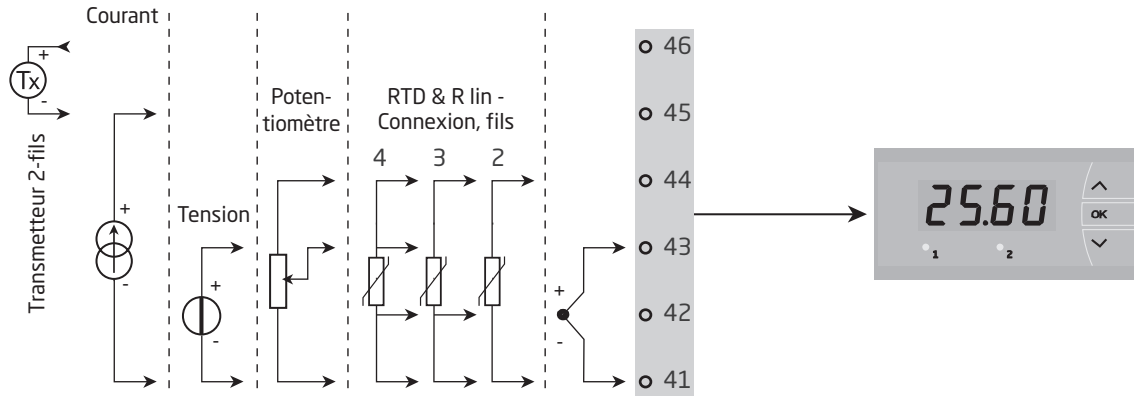 Courant
+
Tx
-
Transmetteur 2-fils
+
-
Tension
+
-
Poten-
tiomètre
RTD & R lin -
Connexion, fils
4 3 2
+
-
46
45
44
43
42
41
25.60
1 2
OK